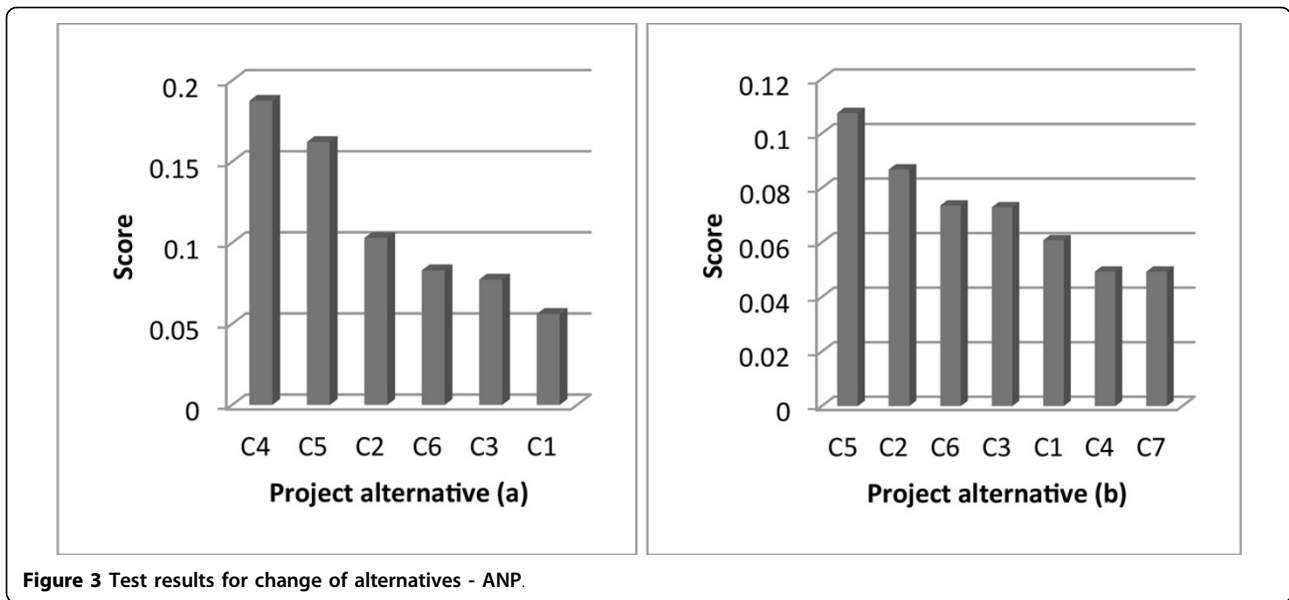 0.2
0.15
0.1
0.05
0
Score
C4 C5 C2 C6 C3 C1
Project alternative (a)
0.12
0.1
0.08
0.06
0.04
0.02
0
Score
C5 C2 C6 C3 C1 C4 C7
Project alternative (b)
Figure 3 Test results for change of alternatives - ANP.